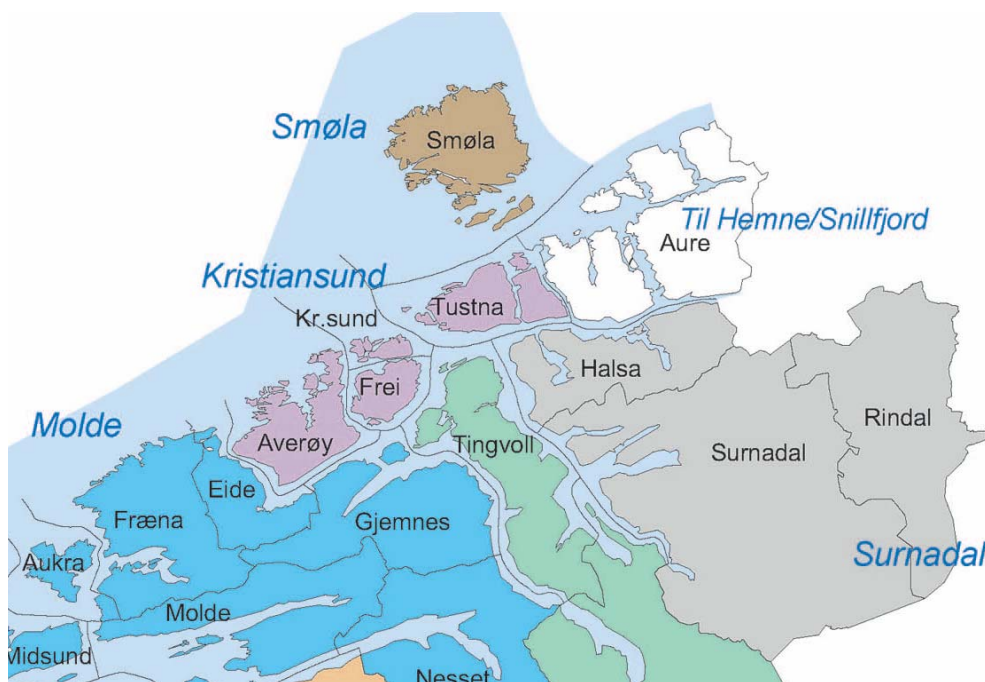 Smøla
Smøla
Til Hemne/Snillfjord
Aure
Kristiansund
Tustna
Kr.sund
Halsa
Frei
Rindal
Molde
Averøy
Tingvoll
Surnadal
Eide
Fræna
Gjemnes
Aukra
Surnadal
Molde
Midsund
Nesset